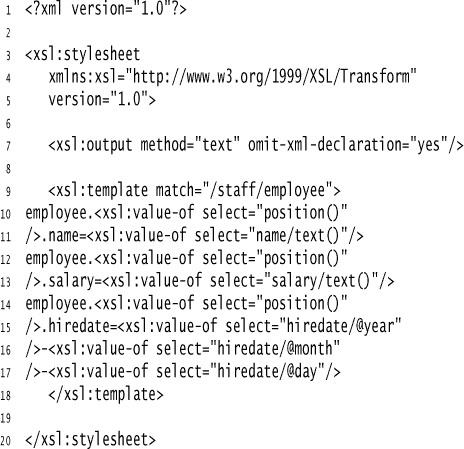 1 <?xml version="1.0"?>
2
3 <xsl:stylesheet
4 xmlns:xsl="http://www.w3.org/1999/XSL/Transform"
5 version="1.0">
6
7 <xsl:output method="text" omit-xml-declaration="yes"/>
8
9 <xsl:template match="/staff/employee">
10 employee.<xsl:value-of select="position()"
11 />.name=<xsl:value-of select="name/text()"/>
12 employee.<xsl:value-of select="position()"
13 />.salary=<xsl:value-of select="salary/text()"/>
14 employee.<xsl:value-of select="position()"
15 />.hiredate=<xsl:value-of select="hiredate/@year"
16 />-<xsl:value-of select="hiredate/@month"
17 />-<xsl:value-of select="hiredate/@day"/>
18 </xsl:template>
19
20 </xsl:stylesheet>